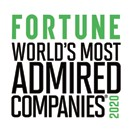 FORTUNE
WORLD'S MOST
ADMIRED
COMPANIES 2020